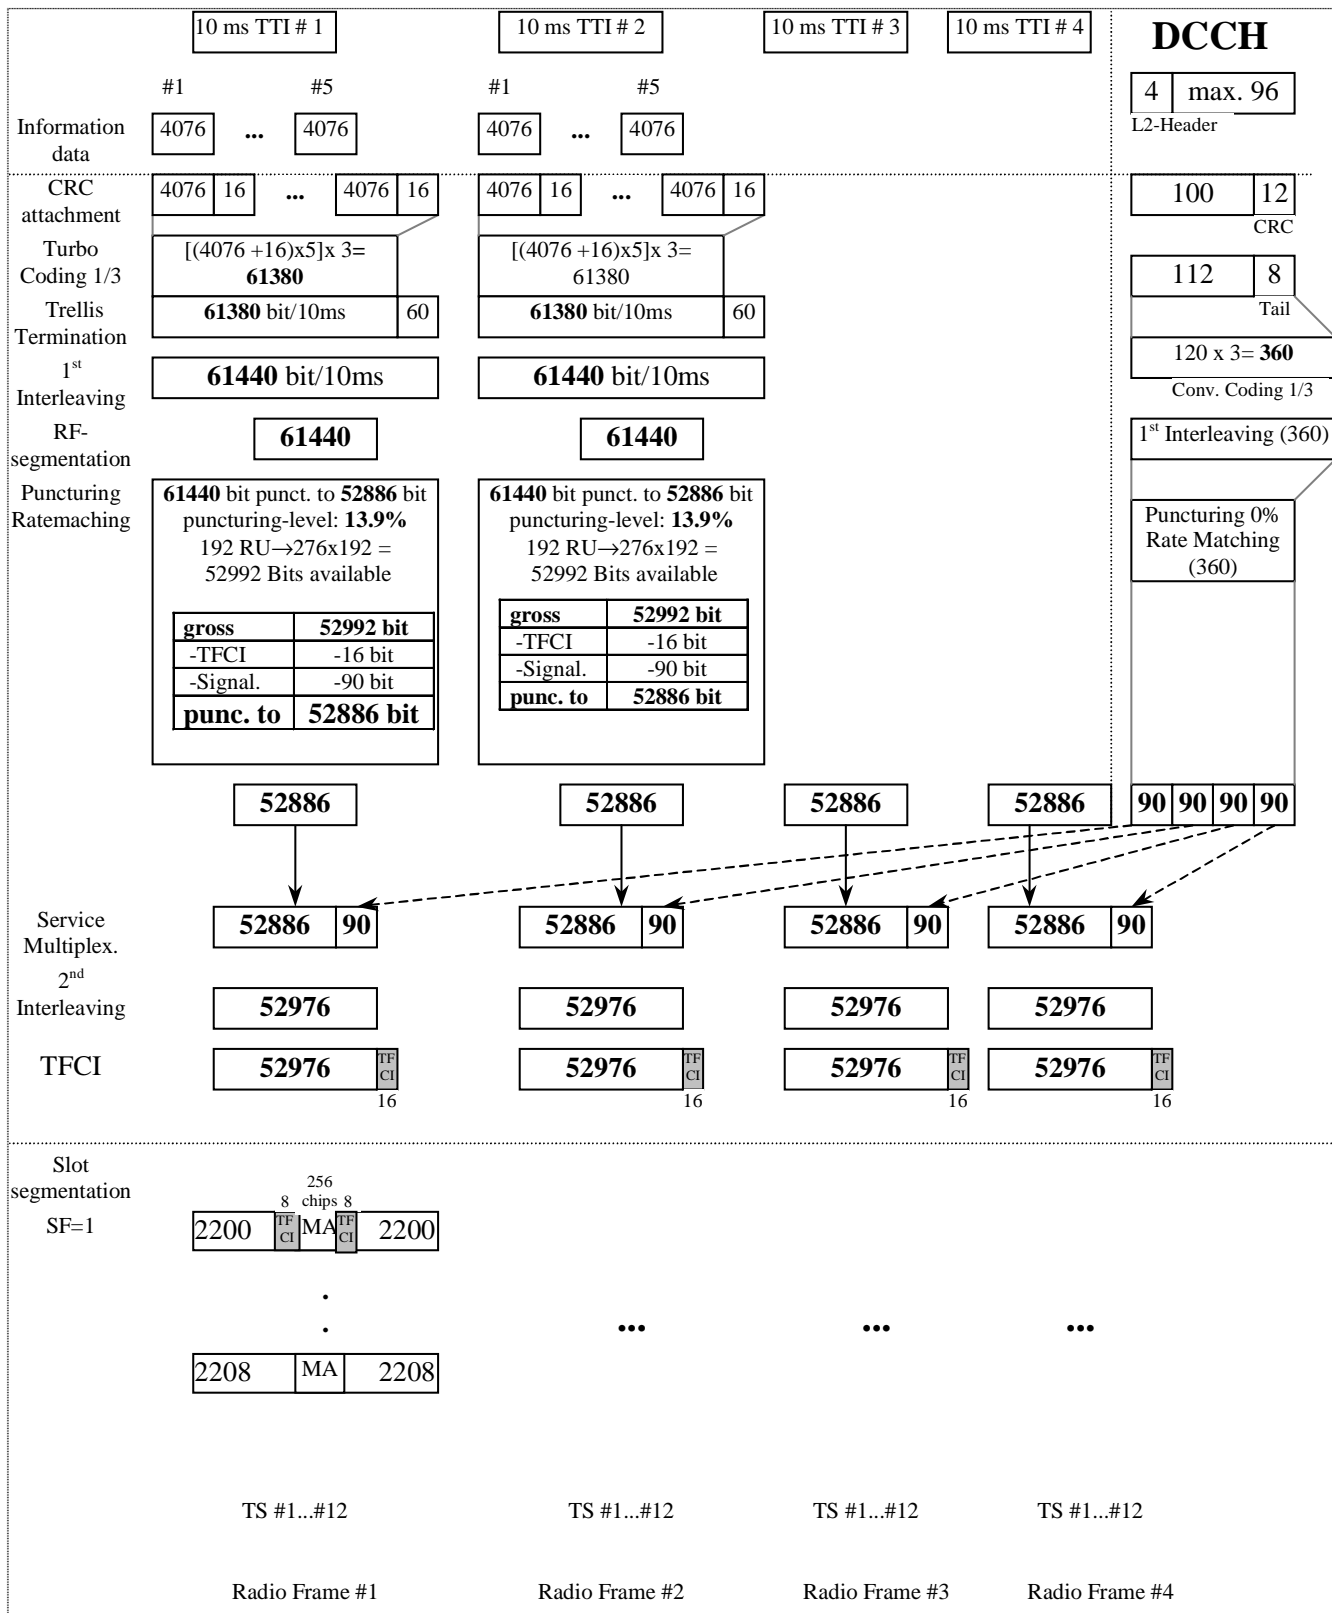 10 ms TTI # 1 10 ms TTI # 2 10 ms TTI # 3 10 ms TTI # 4 DCCH
#1 #5 #1 #5
4 max. 96
L2-Header
Information
data
4076 ... 4076 4076 ... 4076
CRC
attachment
4076 16 ... 4076 16 4076 16 ... 4076 16 100 12
CRC
Turbo
Coding 1/3
[(4076 +16)x5]x 3=
61380
[(4076 +16)x5]x 3=
61380
112 8
Tail
Trellis
Termination
61380 bit/10ms 60 61380 bit/10ms 60
120 x 3= 360
Conv. Coding 1/3
1st
Interleaving
61440 bit/10ms 61440 bit/10ms
RF-
segmentation
61440 61440 1st Interleaving (360)
Puncturing
Ratemaching
61440 bit punct. to 52886 bit
puncturing-level: 13.9%
192 RU→276x192 =
52992 Bits available
gross 52992 bit
-TFCI -16 bit
-Signal. -90 bit
punc. to 52886 bit
61440 bit punct. to 52886 bit
puncturing-level: 13.9%
192 RU→276x192 =
52992 Bits available
gross 52992 bit
-TFCI -16 bit
-Signal. -90 bit
punc. to 52886 bit
Puncturing 0%
Rate Matching
(360)
52886 52886 52886 52886 90 90 90 90
Service
Multiplex.
52886 90 52886 90 52886 90 52886 90
2nd
Interleaving
52976 52976 52976 52976
TFCI
52976 TF
CI
16
52976 TF
CI
16
52976 TF
CI
16
52976 TF
CI
16
Slot
segmentation
SF=1
256
8 chips 8
2200 TF
CI MA TF
CI 2200
.
. ... ... ...
2208 MA 2208
TS #1...#12 TS #1...#12 TS #1...#12 TS #1...#12
Radio Frame #1 Radio Frame #2 Radio Frame #3 Radio Frame #4